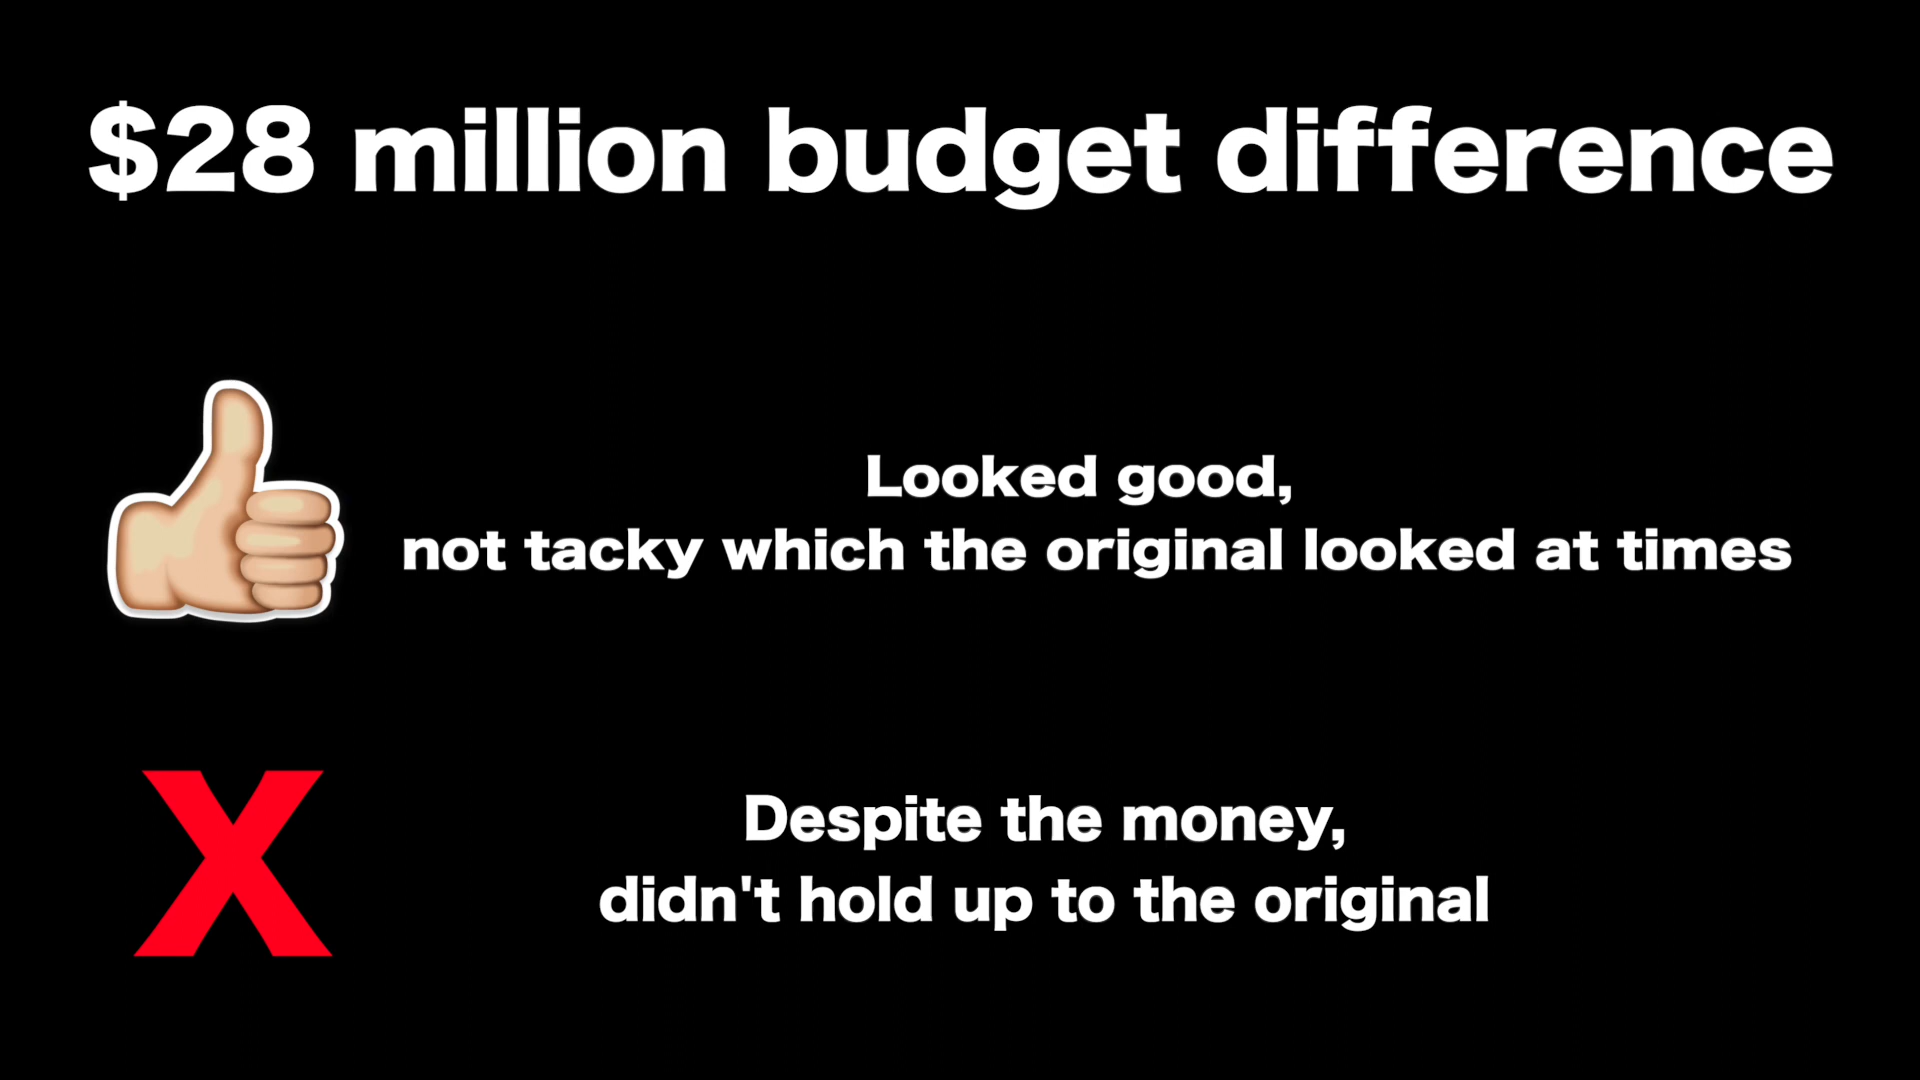 $28 million budget difference
Looked good,
not tacky which the original looked at times
X
Despite the money,
didn't hold up to the original